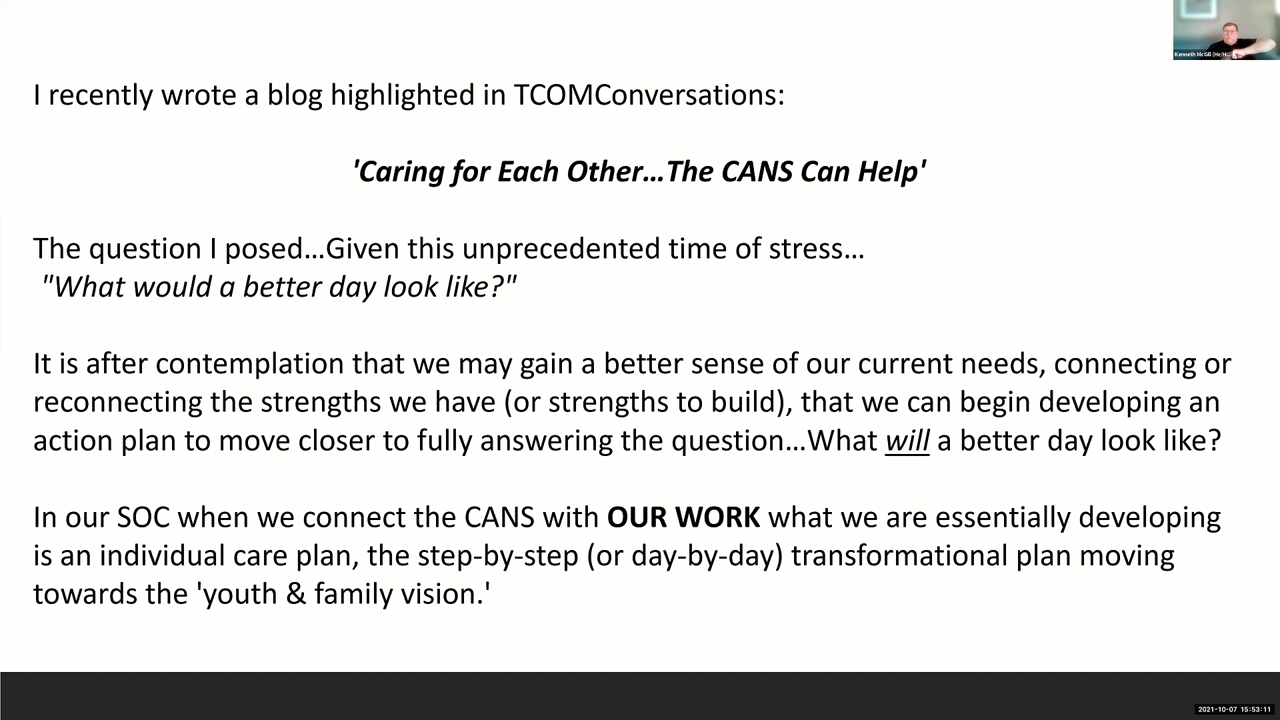 Kenneth McGill (He/H...
I recently wrote a blog highlighted in TCOMConversations:
'Caring for Each Other...The CANS Can Help'
The question I posed...Given this unprecedented time of stress...
"What would a better day look like?"
It is after contemplation that we may gain a better sense of our current needs, connecting or
reconnecting the strengths we have (or strengths to build), that we can begin developing an
action plan to move closer to fully answering the question...What will a better day look like?
In our SOC when we connect the CANS with OUR WORK what we are essentially developing
is an individual care plan, the step-by-step (or day-by-day) transformational plan moving
towards the 'youth & family vision.'
2021-10-07 15:53:11